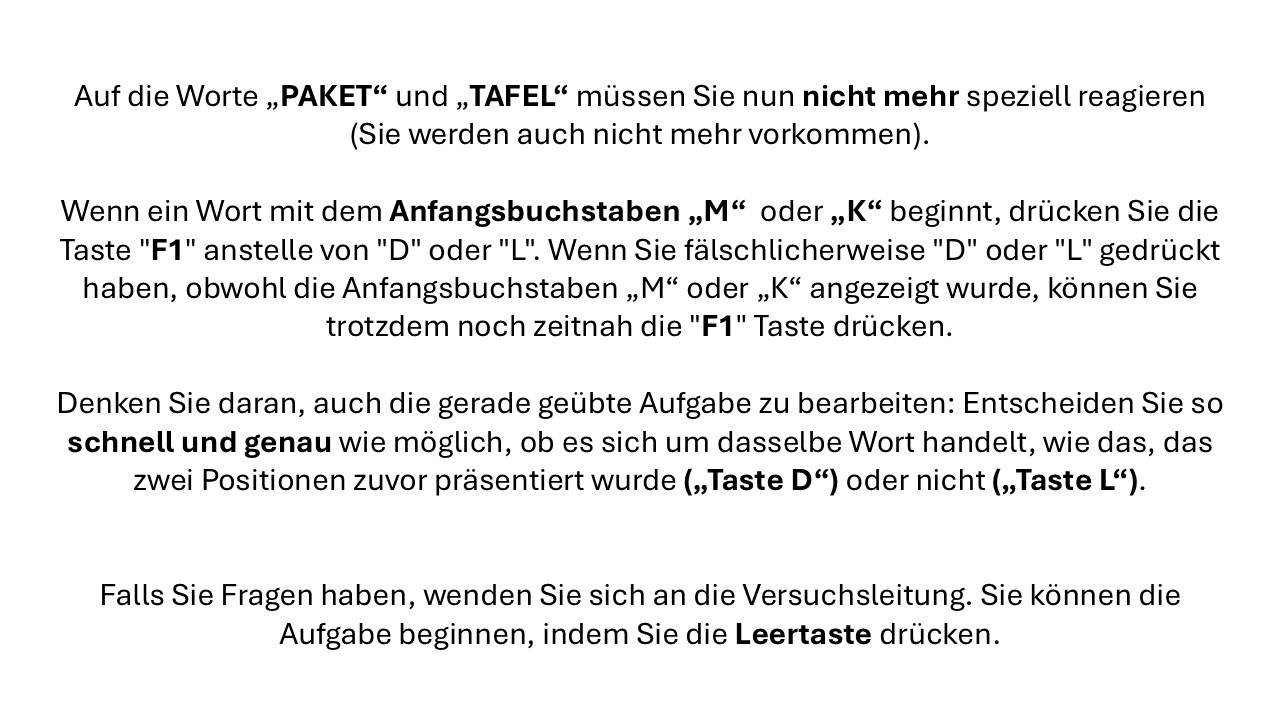 Auf die Worte „PAKET“ und „TAFEL“ müssen Sie nun nicht mehr speziell reagieren
(Sie werden auch nicht mehr vorkommen).
Wenn ein Wort mit dem Anfangsbuchstaben „M“  oder „K“ beginnt, drücken Sie die
Taste "F1" anstelle von "D" oder "L". Wenn Sie fälschlicherweise "D" oder "L" gedrückt
haben, obwohl die Anfangsbuchstaben „M“ oder „K“ angezeigt wurde, können Sie
trotzdem noch zeitnah die "F1" Taste drücken.
Denken Sie daran, auch die gerade geübte Aufgabe zu bearbeiten: Entscheiden Sie so
schnell und genau wie möglich, ob es sich um dasselbe Wort handelt, wie das, das
zwei Positionen zuvor präsentiert wurde („Taste D“) oder nicht („Taste L“).
Falls Sie Fragen haben, wenden Sie sich an die Versuchsleitung. Sie können die
Aufgabe beginnen, indem Sie die Leertaste drücken.